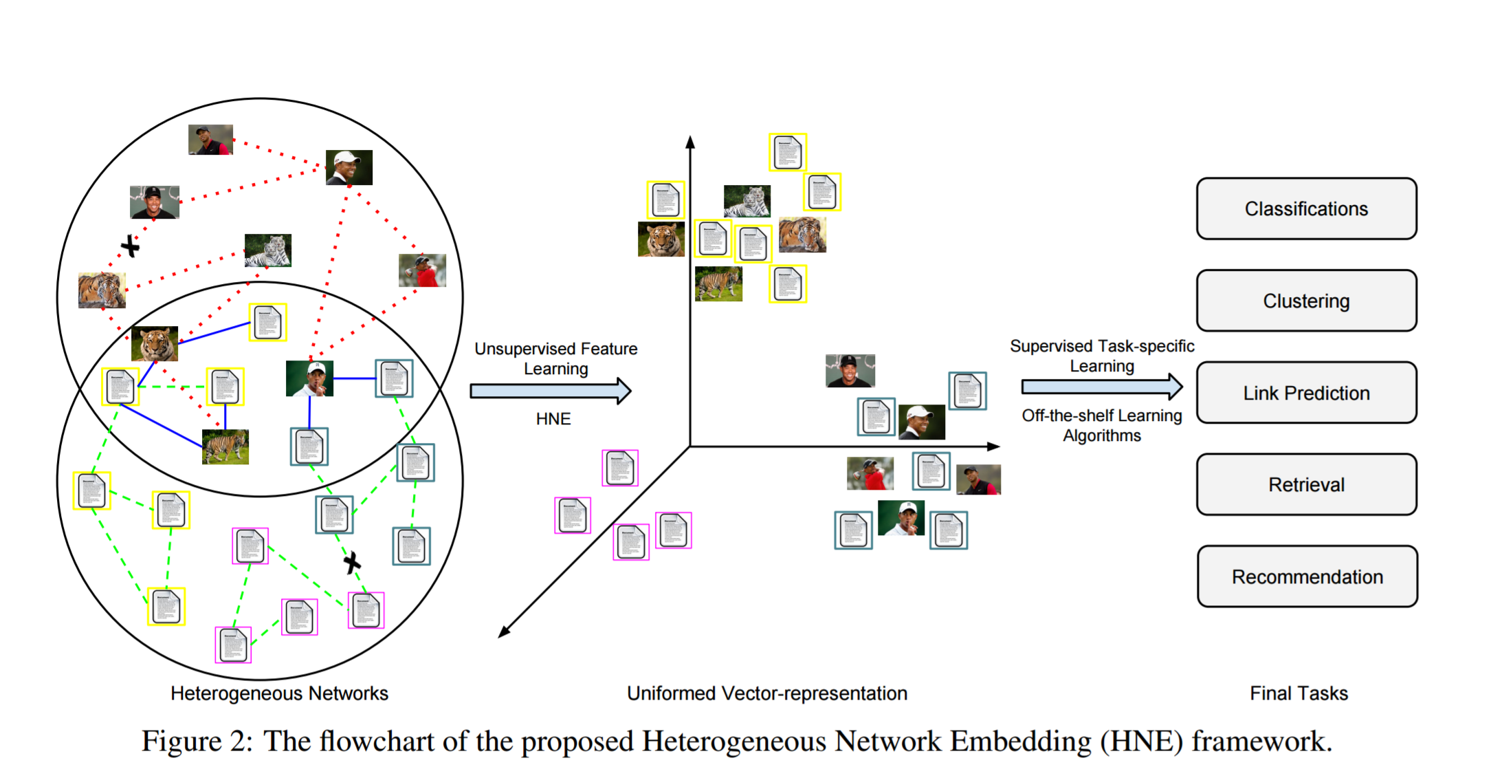 Unsupervised Feature
Learning
HNE
Supervised Task-specific
Learning
Off-the-shelf Learning
Algorithms
Classifications
Clustering
Link Prediction
Retrieval
Recommendation
Heterogeneous Networks
Uniformed Vector-representation
Final Tasks
Figure 2: The flowchart of the proposed Heterogeneous Network Embedding (HNE) framework.